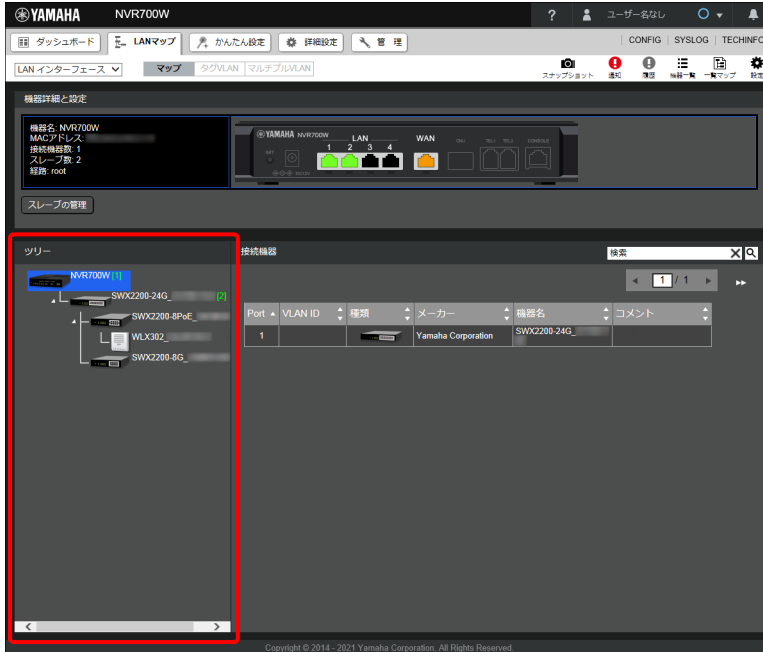 YAMAHA NVR700W ? ユーザー名なし
ダッシュボード LANマップ かんたん設定 詳細設定 管理 CONFIG SYSLOG TECHINFO
LAN インターフェース マップ タグVLAN マルチプルVLAN スナップショット 通知 履歴 機器一覧 一覧マップ 設定
機器詳細と設定
機器名: NVR700W
MACアドレス:
接続機器数: 1
スレーブ数: 2
経路: root
YAMAHA NVR700W LAN WAN ONU TEL1 TEL2 CONSOLE
1 2 3 4
DC12V
スレーブの管理
ツリー
NVR700W [1]
SWX2200-24G_ [2]
SWX2200-8PoE_
WLX302_
SWX2200-8G_
接続機器 検索
1 / 1
Port VLAN ID 種類 メーカー 機器名 コメント
1 Yamaha Corporation SWX2200-24G_
Copyright © 2014 - 2021 Yamaha Corporation. All Rights Reserved.